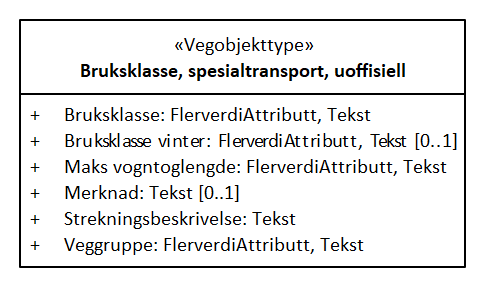 «Vegobjekttype»
Bruksklasse, spesialtransport, uoffisiell
+ Bruksklasse: FlerverdiAttributt, Tekst
+ Bruksklasse vinter: FlerverdiAttributt, Tekst [0..1]
+ Maks vogntoglengde: FlerverdiAttributt, Tekst
+ Merknad: Tekst [0..1]
+ Strekningsbeskrivelse: Tekst
+ Veggruppe: FlerverdiAttributt, Tekst